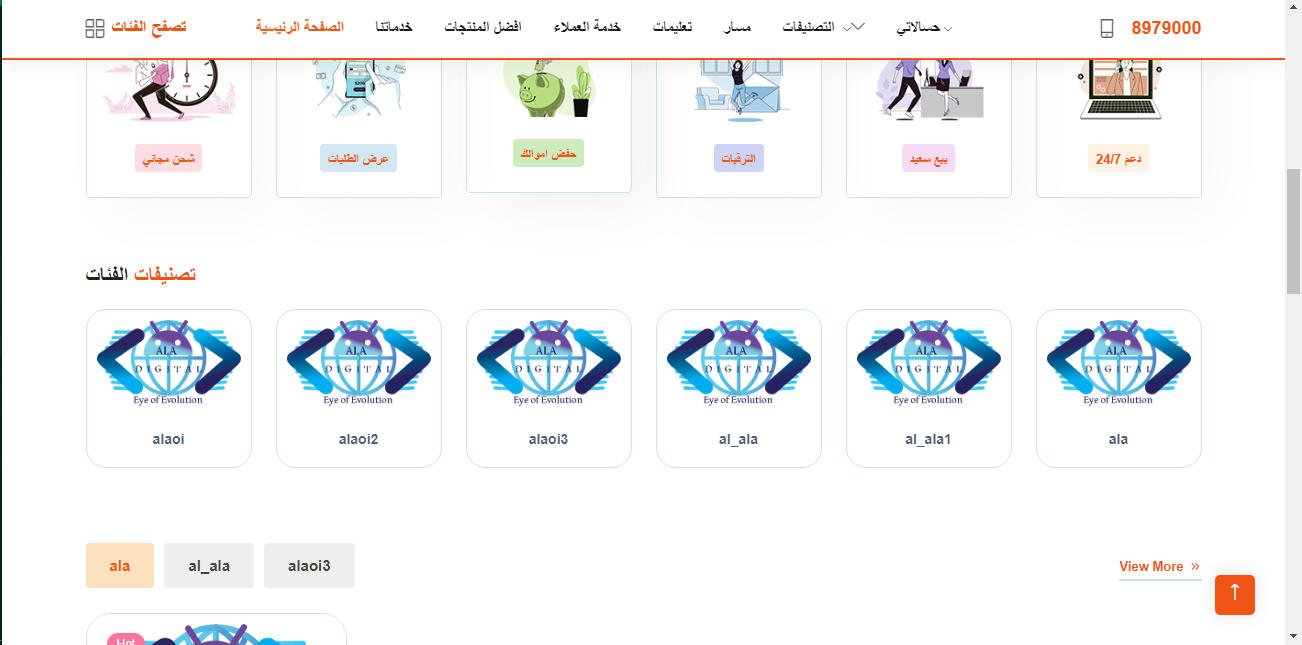 تصفح الفئات
الصفحة الرئيسية
خدماتنا
افضل المنتجات
خدمة العملاء
تعليمات
مسار
التصنيفات
حسالاتي
8979000
شحن مجاني
عرض الطلبات
حفض اموالك
الترقيات
بيع سعيد
دعم 24/7
تصنيفات الفئات
ALA
DIGITAL
Eye of Evolution
alaoi
ALA
DIGITAL
Eye of Evolution
alaoi2
ALA
DIGITAL
Eye of Evolution
alaoi3
ALA
DIGITAL
Eye of Evolution
al_ala
ALA
DIGITAL
Eye of Evolution
al_ala1
ALA
DIGITAL
Eye of Evolution
ala
ala
al_ala
alaoi3
View More »
Hot